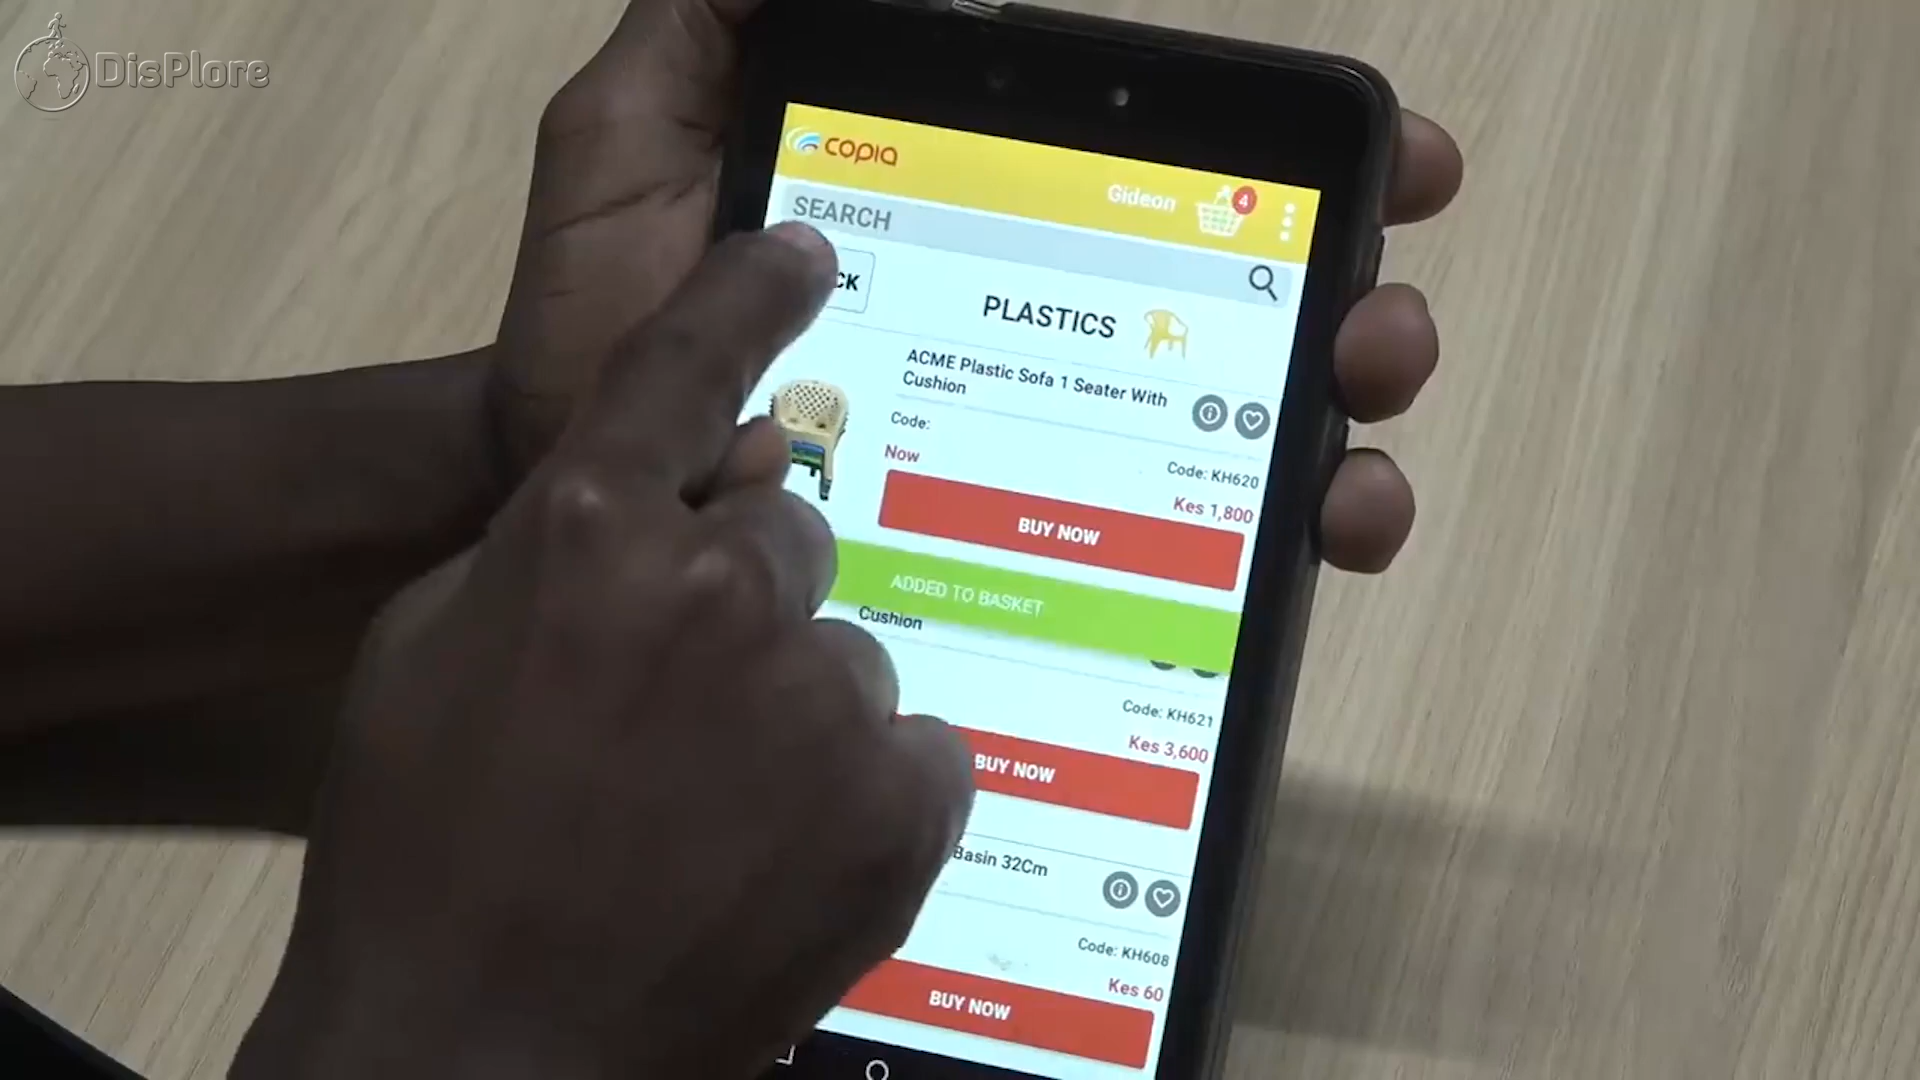 DisPlore
copia
Gideon
4
SEARCH
CK
PLASTICS
ACME Plastic Sofa 1 Seater With
Cushion
Code:
Now
Code: KH620
Kes 1,800
BUY NOW
ADDED TO BASKET
Cushion
Code: KH621
Kes 3,600
BUY NOW
Basin 32Cm
Code: KH608
Kes 60
BUY NOW